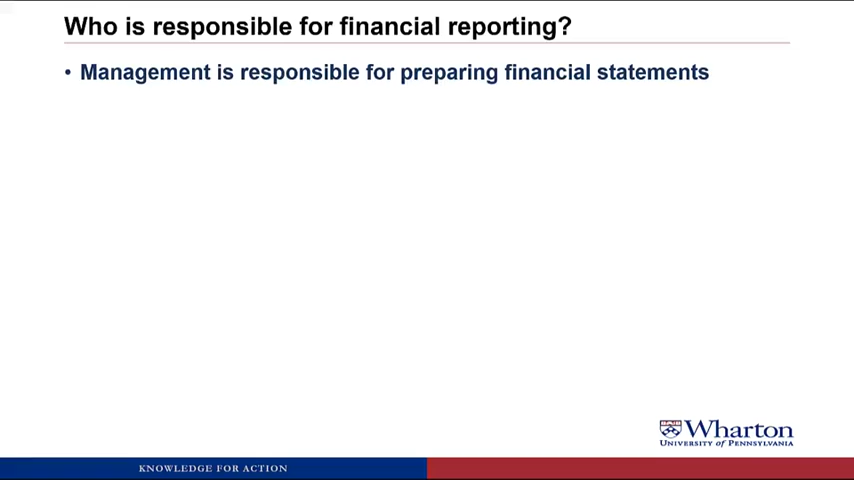 Who is responsible for financial reporting?
• Management is responsible for preparing financial statements
Wharton
UNIVERSITY of PENNSYLVANIA
KNOWLEDGE FOR ACTION